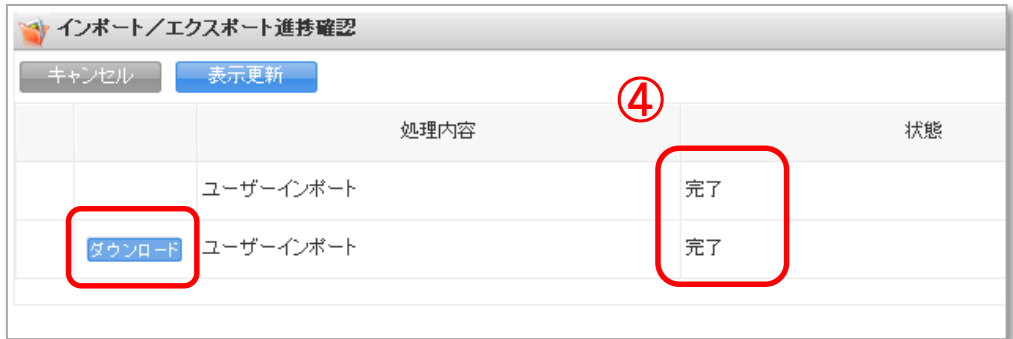 インポート／エクスポート進捗確認
キャンセル 表示更新
④
処理内容 状態
ユーザーインポート 完了
ダウンロード ユーザーインポート 完了